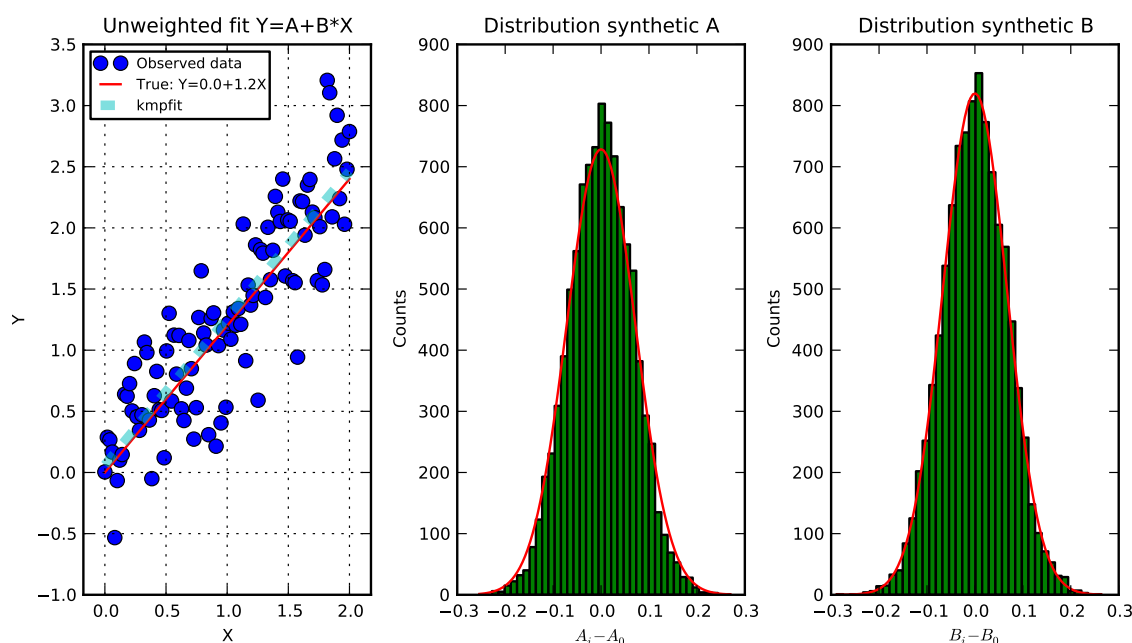 Unweighted fit Y=A+B*X
Observed data
True: Y=0.0+1.2X
kmpfit
3.5
3.0
2.5
2.0
1.5
1.0
0.5
0.0
−0.5
−1.0
Y
0.0 0.5 1.0 1.5 2.0
X
Distribution synthetic A
900
800
700
600
500
400
300
200
100
0
Counts
−0.3 −0.2 −0.1 0.0 0.1 0.2 0.3
A_i − A_0
Distribution synthetic B
900
800
700
600
500
400
300
200
100
0
Counts
−0.3 −0.2 −0.1 0.0 0.1 0.2 0.3
B_i − B_0